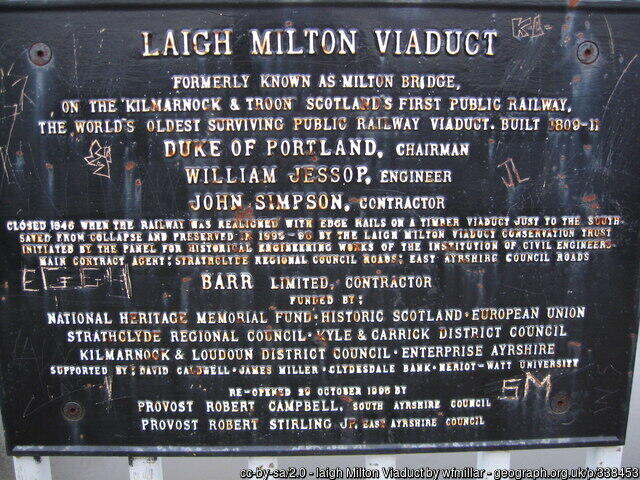 LAIGH MILTON VIADUCT
FORMERLY KNOWN AS MILTON BRIDGE,
ON THE KILMARNOCK & TROON SCOTLAND'S FIRST PUBLIC RAILWAY,
THE WORLD'S OLDEST SURVIVING PUBLIC RAILWAY VIADUCT. BUILT 1809-11
DUKE OF PORTLAND, CHAIRMAN
WILLIAM JESSOP, ENGINEER
JOHN SIMPSON, CONTRACTOR
CLOSED 1846 WHEN THE RAILWAY WAS REALIGNED WITH EDGE RAILS ON A TIMBER VIADUCT JUST TO THE SOUTH
SAVED FROM COLLAPSE AND PRESERVED IN 1995-96 BY THE LAIGH MILTON VIADUCT CONSERVATION TRUST
INITIATED BY THE PANEL FOR HISTORICAL ENGINEERING WORKS OF THE INSTITUTION OF CIVIL ENGINEERS
MAIN CONTRACT AGENT: STRATHCLYDE REGIONAL COUNCIL ROADS: EAST AYRSHIRE COUNCIL ROADS
BARR LIMITED, CONTRACTOR
FUNDED BY:
NATIONAL HERITAGE MEMORIAL FUND · HISTORIC SCOTLAND · EUROPEAN UNION
STRATHCLYDE REGIONAL COUNCIL · KYLE & CARRICK DISTRICT COUNCIL
KILMARNOCK & LOUDOUN DISTRICT COUNCIL · ENTERPRISE AYRSHIRE
SUPPORTED BY: DAVID CALDWELL · JAMES MILLER · CLYDESDALE BANK · HERIOT-WATT UNIVERSITY
SM
RE-OPENED 29 OCTOBER 1996 BY
PROVOST ROBERT CAMPBELL, SOUTH AYRSHIRE COUNCIL
PROVOST ROBERT STIRLING JP EAST AYRSHIRE COUNCIL
cc-by-sa/2.0 - laigh Milton Viaduct by wfmillar - geograph.org.uk/p/338453